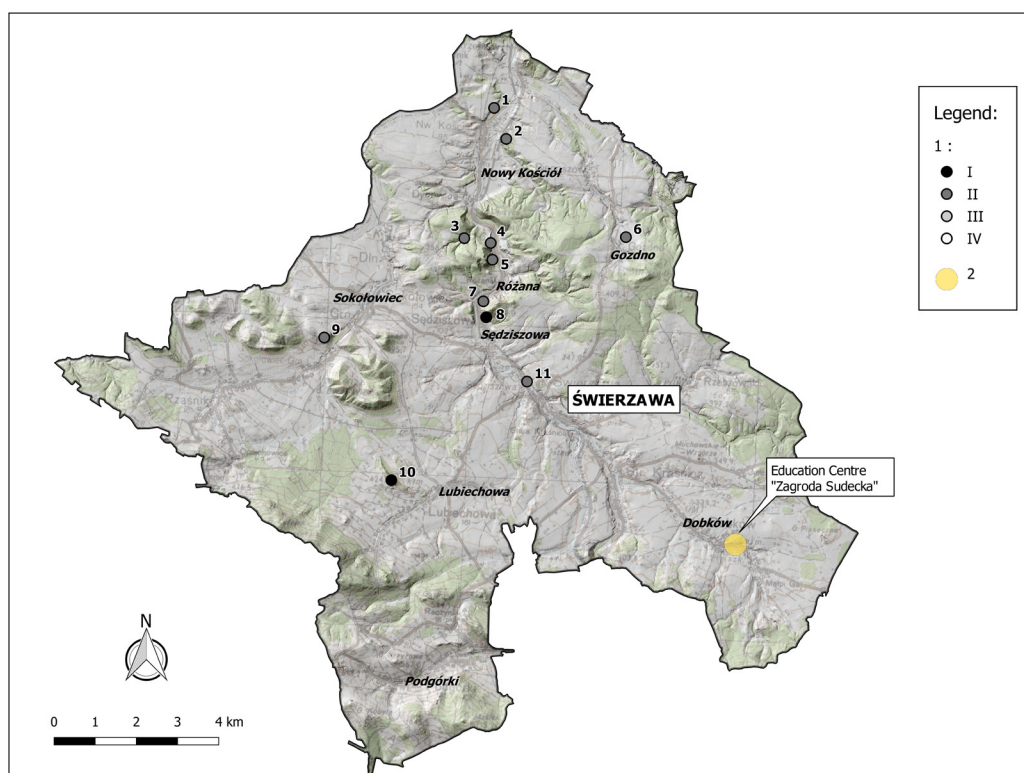 1
2
Nowy Kościół
3
4
5
6
Gozdno
Różana
Sokołowiec
7
8
Sędziszowa
9
11
ŚWIERZAWA
10
Lubiechowa
Lubiechowa
Dobków
Education Centre
"Zagroda Sudecka"
Podgórki
N
0 1 2 3 4 km
Legend:
1 :
I
II
III
IV
2